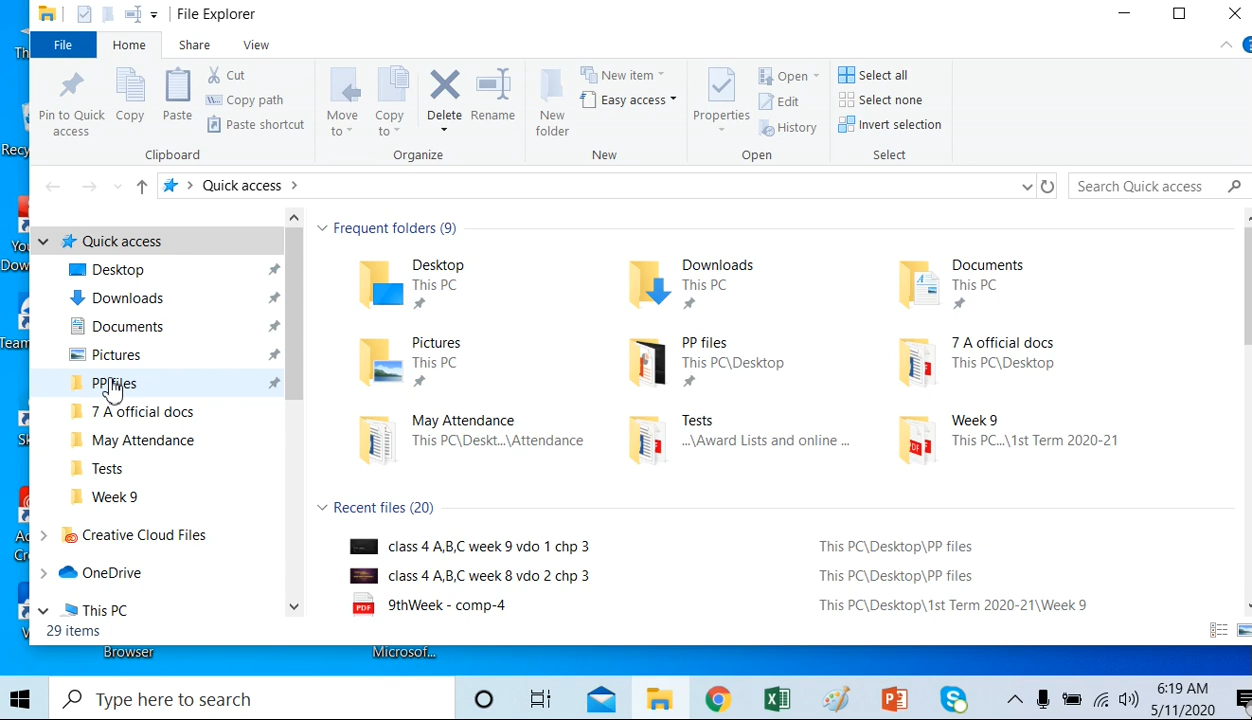 File Explorer
File Home Share View
Pin to Quick access
Copy
Paste
Cut
Copy path
Paste shortcut
Clipboard
Move to
Copy to
Delete
Rename
Organize
New folder
New item
Easy access
New
Properties
Open
Edit
History
Open
Select all
Select none
Invert selection
Select
Quick access
Search Quick access
Quick access
Desktop
Downloads
Documents
Pictures
PP files
7 A official docs
May Attendance
Tests
Week 9
Creative Cloud Files
OneDrive
This PC
29 items
Frequent folders (9)
Desktop
This PC
Downloads
This PC
Documents
This PC
Pictures
This PC
PP files
This PC\Desktop
7 A official docs
This PC\Desktop
May Attendance
This PC\Deskt...\Attendance
Tests
...\Award Lists and online ...
Week 9
This PC...\1st Term 2020-21
Recent files (20)
class 4 A,B,C week 9 vdo 1 chp 3 This PC\Desktop\PP files
class 4 A,B,C week 8 vdo 2 chp 3 This PC\Desktop\PP files
PDF 9thWeek - comp-4 This PC\Desktop\1st Term 2020-21\Week 9
Browser
Microsof...
Type here to search
6:19 AM
5/11/2020